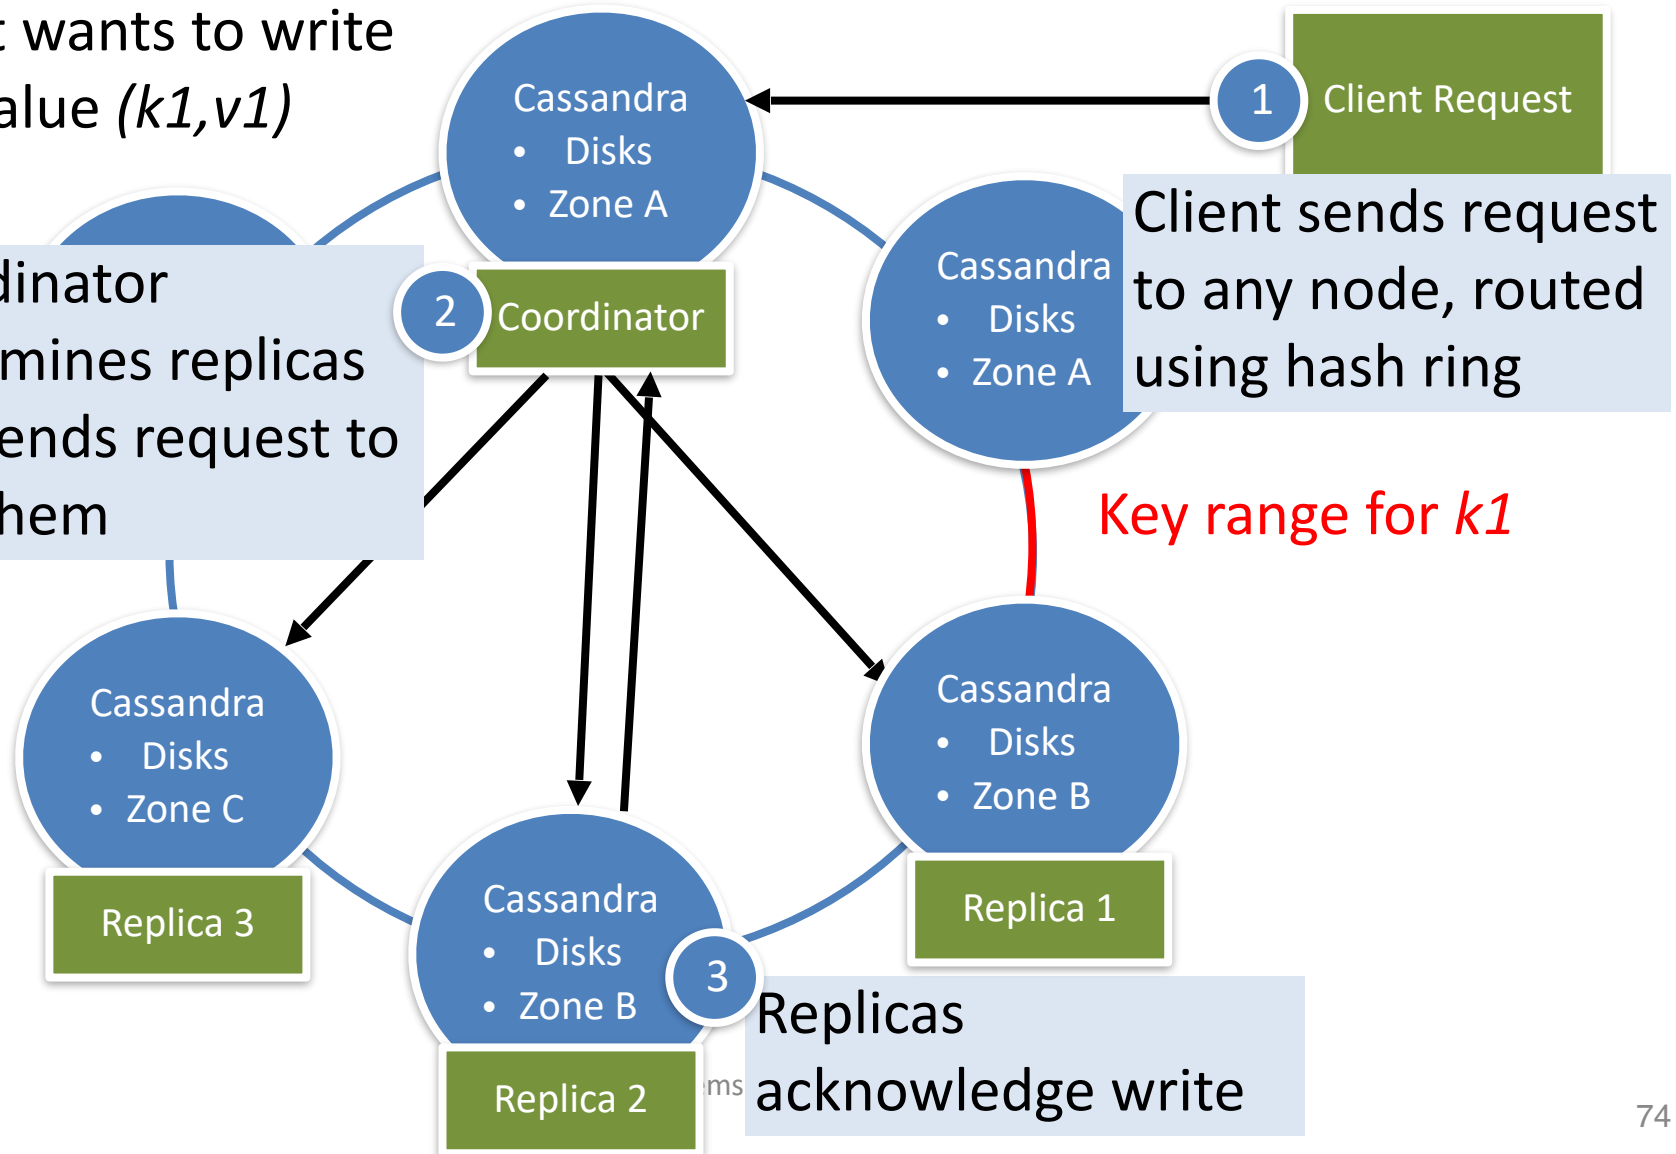 t wants to write
alue (k1,v1)
Cassandra
• Disks
• Zone A
1
Client Request
Client sends request
to any node, routed
using hash ring
Cassandra
• Disks
• Zone A
dinator
mines replicas
ends request to
hem
2
Coordinator
Key range for k1
Cassandra
• Disks
• Zone C
Replica 3
Cassandra
• Disks
• Zone B
Replica 1
Cassandra
• Disks
• Zone B
Replica 2
3
Replicas
acknowledge write
ems
74